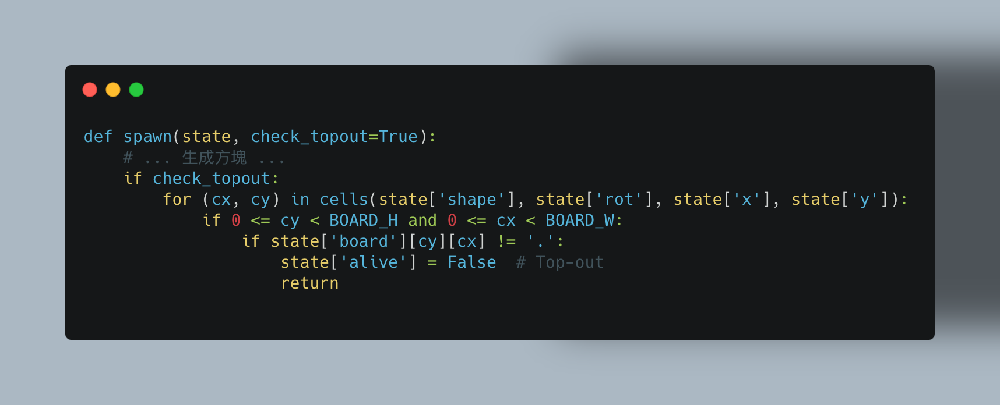 def spawn(state, check_topout=True):
    # ... 生成方塊 ...
    if check_topout:
        for (cx, cy) in cells(state['shape'], state['rot'], state['x'], state['y']):
            if 0 <= cy < BOARD_H and 0 <= cx < BOARD_W:
                if state['board'][cy][cx] != '.':
                    state['alive'] = False  # Top-out
                    return